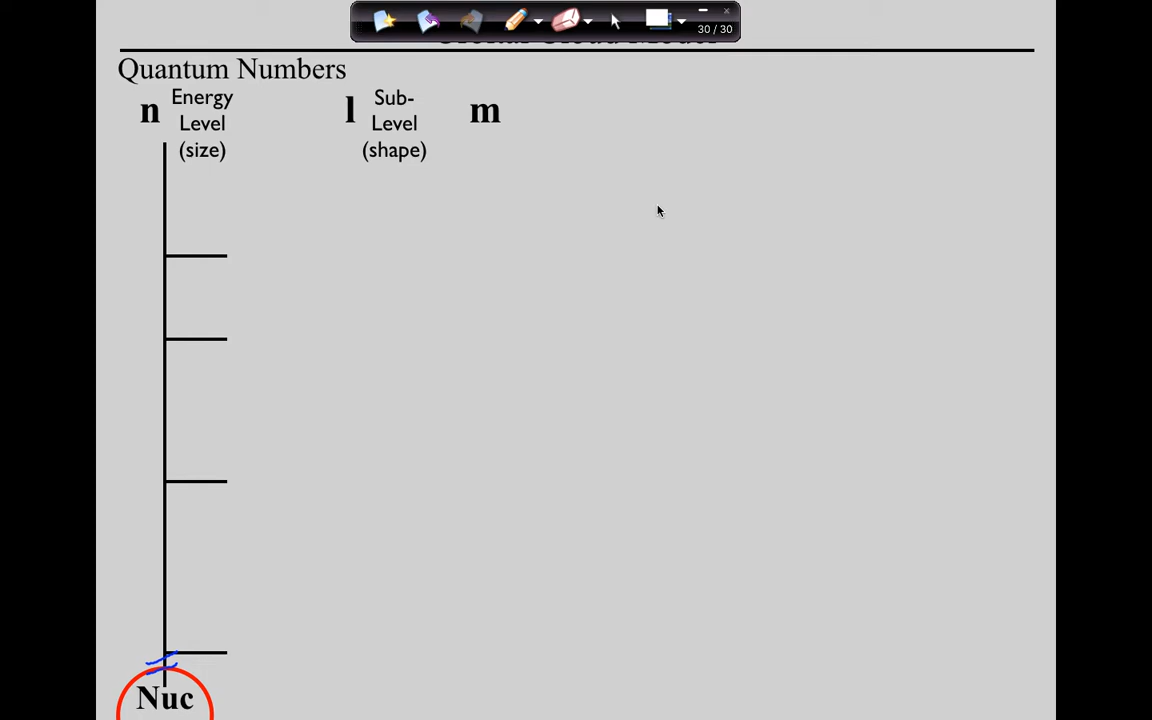 30 / 30
Quantum Numbers
n Energy Level (size)
l Sub-Level (shape)
m
Nuc